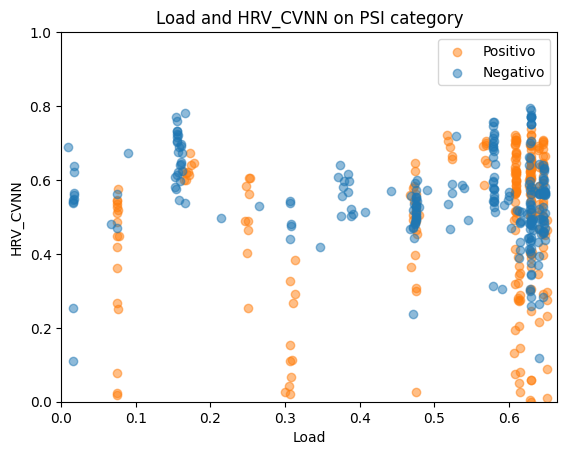 Load and HRV_CVNN on PSI category
Positivo
Negativo
HRV_CVNN
1.0
0.8
0.6
0.4
0.2
0.0
0.0 0.1 0.2 0.3 0.4 0.5 0.6
Load